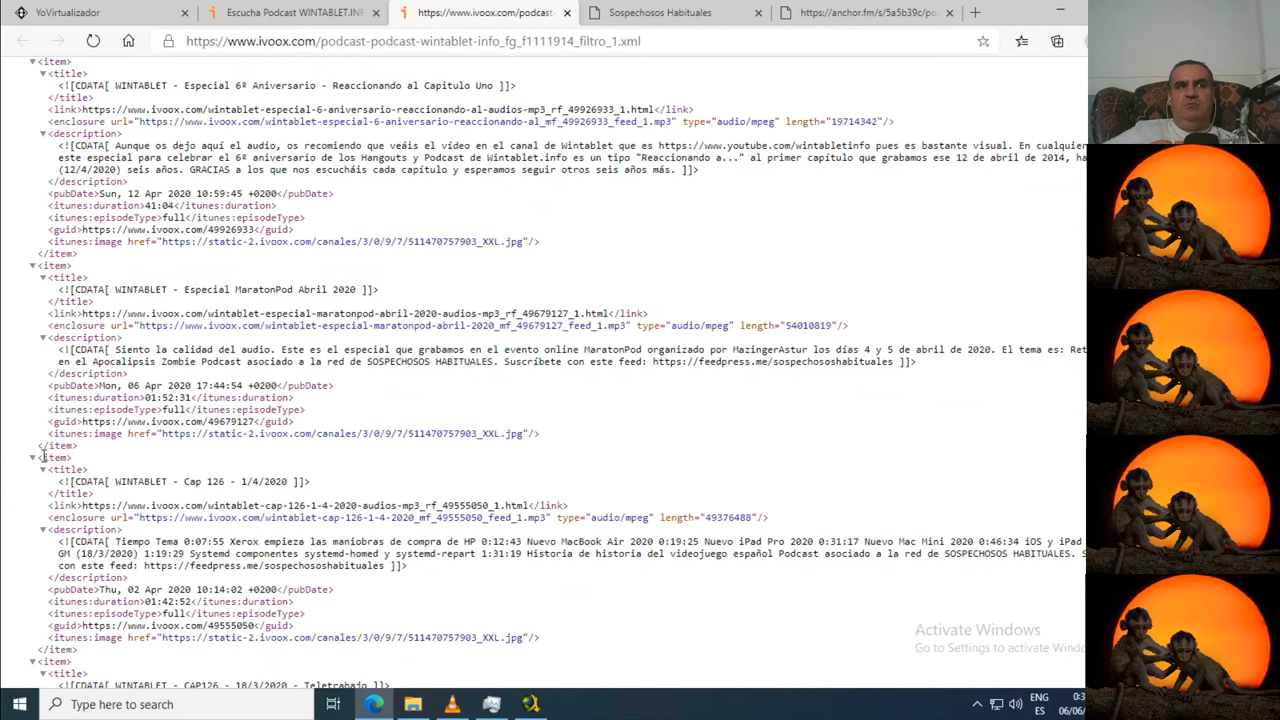 YoVirtualizador
Escucha Podcast WINTABLET.INF
https://www.ivoox.com/podcast-
Sospechosos Habituales
https://anchor.fm/s/5a5b39c/po
https://www.ivoox.com/podcast-podcast-wintablet-info_fg_f1111914_filtro_1.xml
<item>
<title>
<![CDATA[ WINTABLET - Especial 6º Aniversario - Reaccionando al Capitulo Uno ]]>
</title>
<link>https://www.ivoox.com/wintablet-especial-6-aniversario-reaccionando-al-audios-mp3_rf_49926933_1.html</link>
<enclosure url="https://www.ivoox.com/wintablet-especial-6-aniversario-reaccionando-al_mf_49926933_feed_1.mp3" type="audio/mpeg" length="19714342"/>
<description>
<![CDATA[ Aunque os dejo aquí el audio, os recomiendo que veáis el vídeo en el canal de Wintablet que es https://www.youtube.com/wintabletinfo pues es bastante visual. En cualquier
este especial para celebrar el 6º aniversario de los Hangouts y Podcast de Wintablet.info es un tipo "Reaccionando a..." al primer capítulo que grabamos ese 12 de abril de 2014, ha
(12/4/2020) seis años. GRACIAS a los que nos escucháis cada capítulo y esperamos seguir otros seis años más. ]]>
</description>
<pubDate>Sun, 12 Apr 2020 10:59:45 +0200</pubDate>
<itunes:duration>41:04</itunes:duration>
<itunes:episodeType>full</itunes:episodeType>
<guid>https://www.ivoox.com/49926933</guid>
<itunes:image href="https://static-2.ivoox.com/canales/3/0/9/7/511470757903_XXL.jpg"/>
</item>
<item>
<title>
<![CDATA[ WINTABLET - Especial MaratonPod Abril 2020 ]]>
</title>
<link>https://www.ivoox.com/wintablet-especial-maratonpod-abril-2020-audios-mp3_rf_49679127_1.html</link>
<enclosure url="https://www.ivoox.com/wintablet-especial-maratonpod-abril-2020_mf_49679127_feed_1.mp3" type="audio/mpeg" length="54010819"/>
<description>
<![CDATA[ Siento la calidad del audio. Este es el especial que grabamos en el evento online MaratonPod organizado por MazingerAstur los días 4 y 5 de abril de 2020. El tema es: Ret
en el Apocalipsis Zombie Podcast asociado a la red de SOSPECHOSOS HABITUALES. Suscríbete con este feed: https://feedpress.me/sospechososhabituales ]]>
</description>
<pubDate>Mon, 06 Apr 2020 17:44:54 +0200</pubDate>
<itunes:duration>01:52:31</itunes:duration>
<itunes:episodeType>full</itunes:episodeType>
<guid>https://www.ivoox.com/49679127</guid>
<itunes:image href="https://static-2.ivoox.com/canales/3/0/9/7/511470757903_XXL.jpg"/>
</item>
<item>
<title>
<![CDATA[ WINTABLET - Cap 126 - 1/4/2020 ]]>
</title>
<link>https://www.ivoox.com/wintablet-cap-126-1-4-2020-audios-mp3_rf_49555050_1.html</link>
<enclosure url="https://www.ivoox.com/wintablet-cap-126-1-4-2020_mf_49555050_feed_1.mp3" type="audio/mpeg" length="49376488"/>
<description>
<![CDATA[ Tiempo Tema 0:07:55 Xerox empieza las maniobras de compra de HP 0:12:43 Nuevo MacBook Air 2020 0:19:25 Nuevo iPad Pro 2020 0:31:17 Nuevo Mac Mini 2020 0:46:34 iOS y iPad
GM (18/3/2020) 1:19:29 Systemd componentes systemd-homed y systemd-repart 1:31:19 Historia de historia del videojuego español Podcast asociado a la red de SOSPECHOSOS HABITUALES. S
con este feed: https://feedpress.me/sospechososhabituales ]]>
</description>
<pubDate>Thu, 02 Apr 2020 10:14:02 +0200</pubDate>
<itunes:duration>01:42:52</itunes:duration>
<itunes:episodeType>full</itunes:episodeType>
<guid>https://www.ivoox.com/49555050</guid>
<itunes:image href="https://static-2.ivoox.com/canales/3/0/9/7/511470757903_XXL.jpg"/>
</item>
<item>
<title>
<![CDATA[ WINTABLET - CAP126 - 18/3/2020 - Teletrabajo ]]>
Activate Windows
Go to Settings to activate Windo
Type here to search
ENG
ES
0:3
06/06/